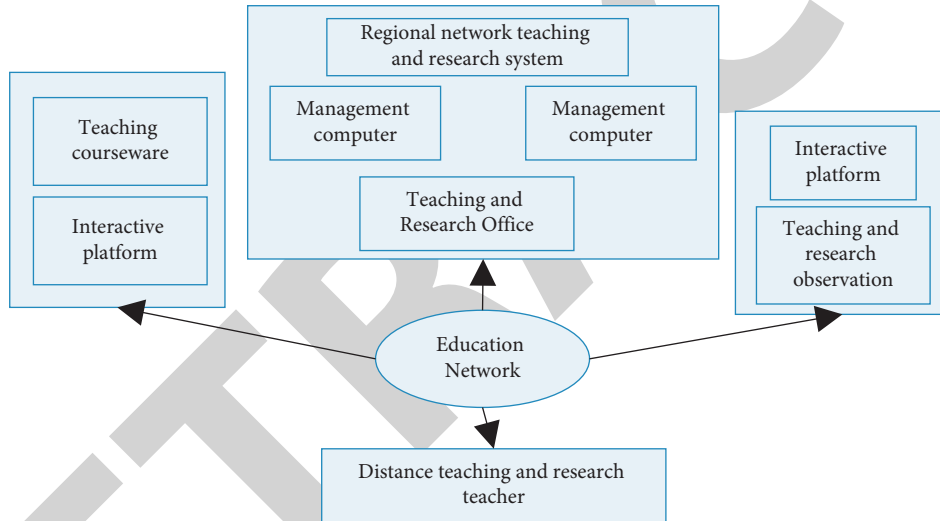 Regional network teaching
and research system
Management
computer
Management
computer
Teaching and
Research Office
Teaching
courseware
Interactive
platform
Interactive
platform
Teaching and
research
observation
Education
Network
Distance teaching and research
teacher